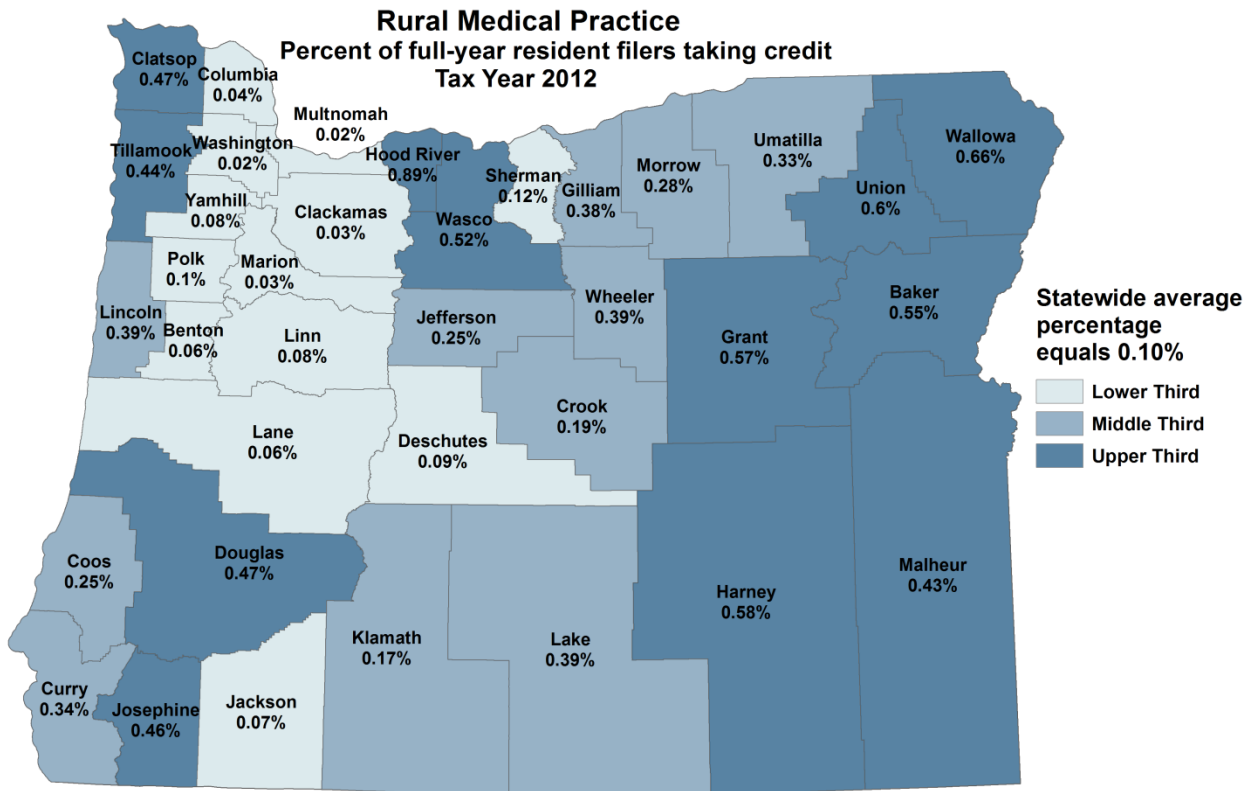 Rural Medical Practice
Percent of full-year resident filers taking credit
Tax Year 2012
Clatsop
0.47%
Columbia
0.04%
Multnomah
0.02%
Tillamook
0.44%
Washington
0.02%
Hood River
0.89%
Sherman
0.12%
Gilliam
0.38%
Morrow
0.28%
Umatilla
0.33%
Wallowa
0.66%
Union
0.6%
Yamhill
0.08%
Clackamas
0.03%
Wasco
0.52%
Polk
0.1%
Marion
0.03%
Lincoln
0.39%
Benton
0.06%
Linn
0.08%
Jefferson
0.25%
Wheeler
0.39%
Grant
0.57%
Baker
0.55%
Lane
0.06%
Deschutes
0.09%
Crook
0.19%
Coos
0.25%
Douglas
0.47%
Klamath
0.17%
Lake
0.39%
Harney
0.58%
Malheur
0.43%
Curry
0.34%
Josephine
0.46%
Jackson
0.07%
Statewide average
percentage
equals 0.10%
Lower Third
Middle Third
Upper Third